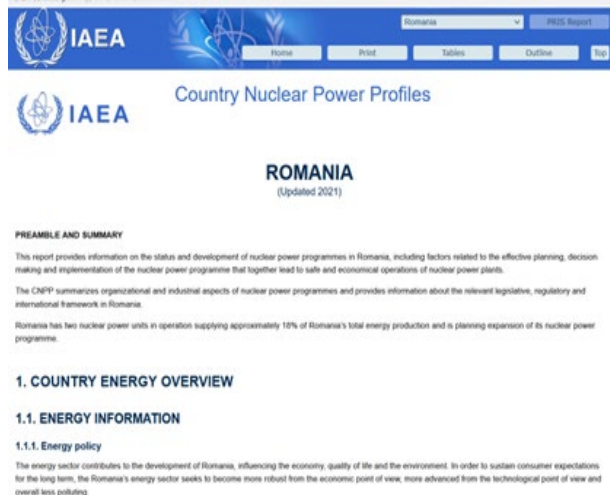 IAEA
Romania
PRIS Report
Home
Print
Tables
Outline
Top
IAEA
Country Nuclear Power Profiles
ROMANIA
(Updated 2021)
PREAMBLE AND SUMMARY
This report provides information on the status and development of nuclear power programmes in Romania, including factors related to the effective planning, decision
making and implementation of the nuclear power programme that together lead to safe and economical operations of nuclear power plants.
The CNPP summarizes organizational and industrial aspects of nuclear power programmes and provides information about the relevant legislative, regulatory and
international framework in Romania.
Romania has two nuclear power units in operation supplying approximately 18% of Romania's total energy production and is planning expansion of its nuclear power
programme.
1. COUNTRY ENERGY OVERVIEW
1.1. ENERGY INFORMATION
1.1.1. Energy policy
The energy sector contributes to the development of Romania, influencing the economy, quality of life and the environment. In order to sustain consumer expectations
for the long term, the Romania's energy sector seeks to become more robust from the economic point of view; more advanced from the technological point of view and
overall less polluting.